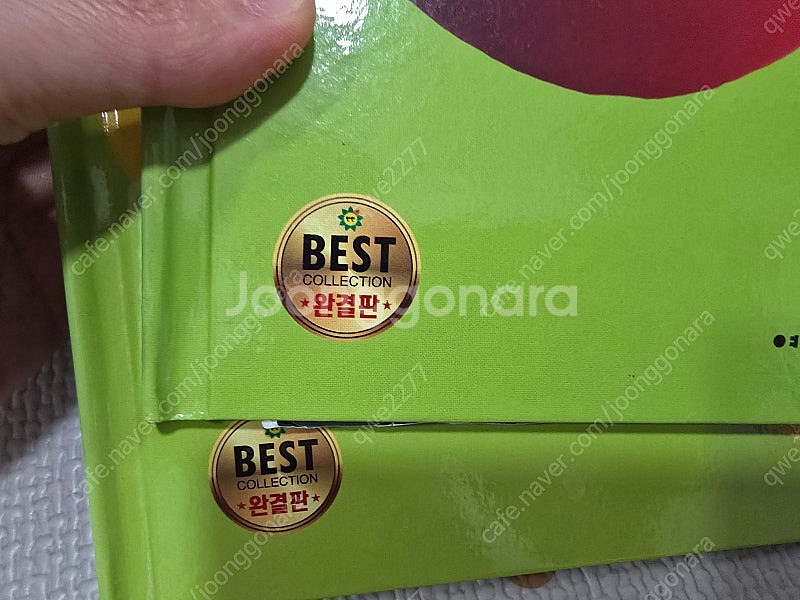 BEST
COLLECTION
완결판
Joonggonara
BEST
COLLECTION
완결판
cafe.naver.com/joonggonara
qwe2277